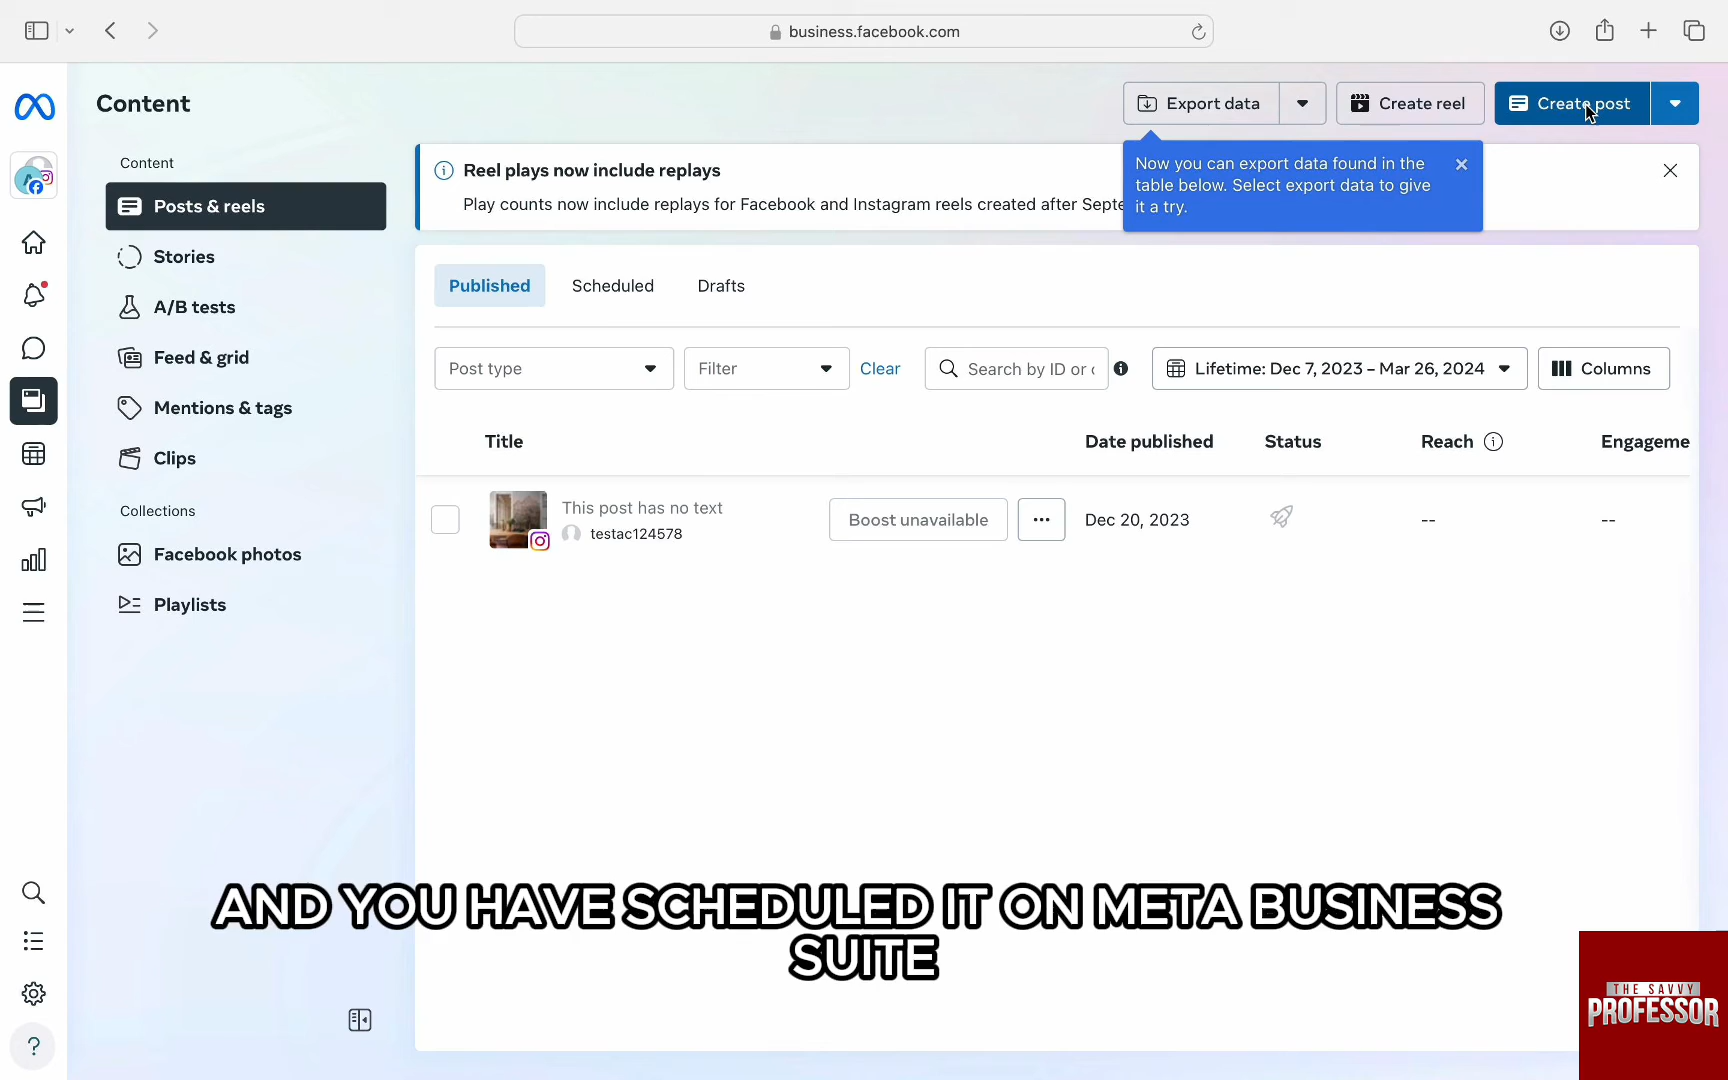 business.facebook.com
Content
Export data
Create reel
Create post
Content
Posts & reels
Stories
A/B tests
Feed & grid
Mentions & tags
Clips
Collections
Facebook photos
Playlists
Reel plays now include replays
Play counts now include replays for Facebook and Instagram reels created after Septe
Now you can export data found in the
table below. Select export data to give
it a try.
Published
Scheduled
Drafts
Post type
Filter
Clear
Search by ID or c
Lifetime: Dec 7, 2023 – Mar 26, 2024
Columns
Title
Date published
Status
Reach
Engageme
This post has no text
testac124578
Boost unavailable
Dec 20, 2023
--
--
AND YOU HAVE SCHEDULED IT ON META BUSINESS
SUITE
THE SAVVY
PROFESSOR